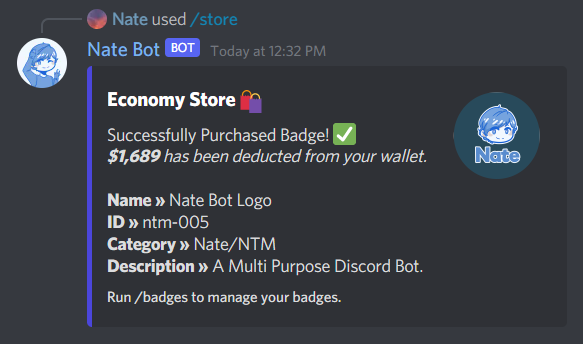 Nate used /store
Nate Bot BOT Today at 12:32 PM
Economy Store 🛍️
Successfully Purchased Badge! ✅
$1,689 has been deducted from your wallet.
Nate
Name » Nate Bot Logo
ID » ntm-005
Category » Nate/NTM
Description » A Multi Purpose Discord Bot.
Run /badges to manage your badges.